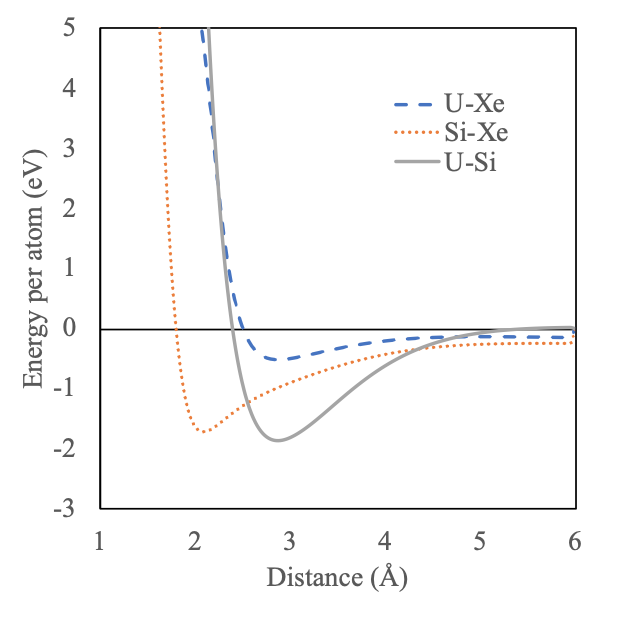 5
4
3
2
1
0
-1
-2
-3
Energy per atom (eV)
U-Xe
Si-Xe
U-Si
1 2 3 4 5 6
Distance (Å)